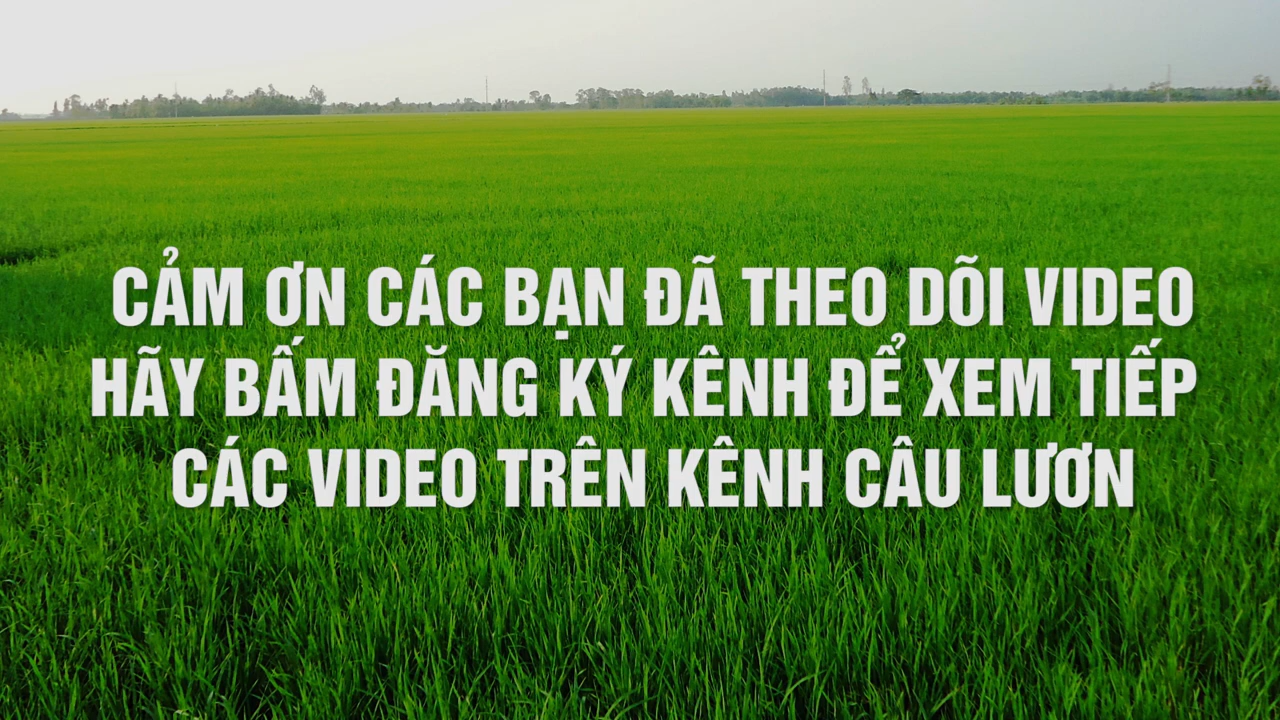 CẢM ƠN CÁC BẠN ĐÃ THEO DÕI VIDEO
HÃY BẤM ĐĂNG KÝ KÊNH ĐỂ XEM TIẾP
CÁC VIDEO TRÊN KÊNH CÂU LƯƠN